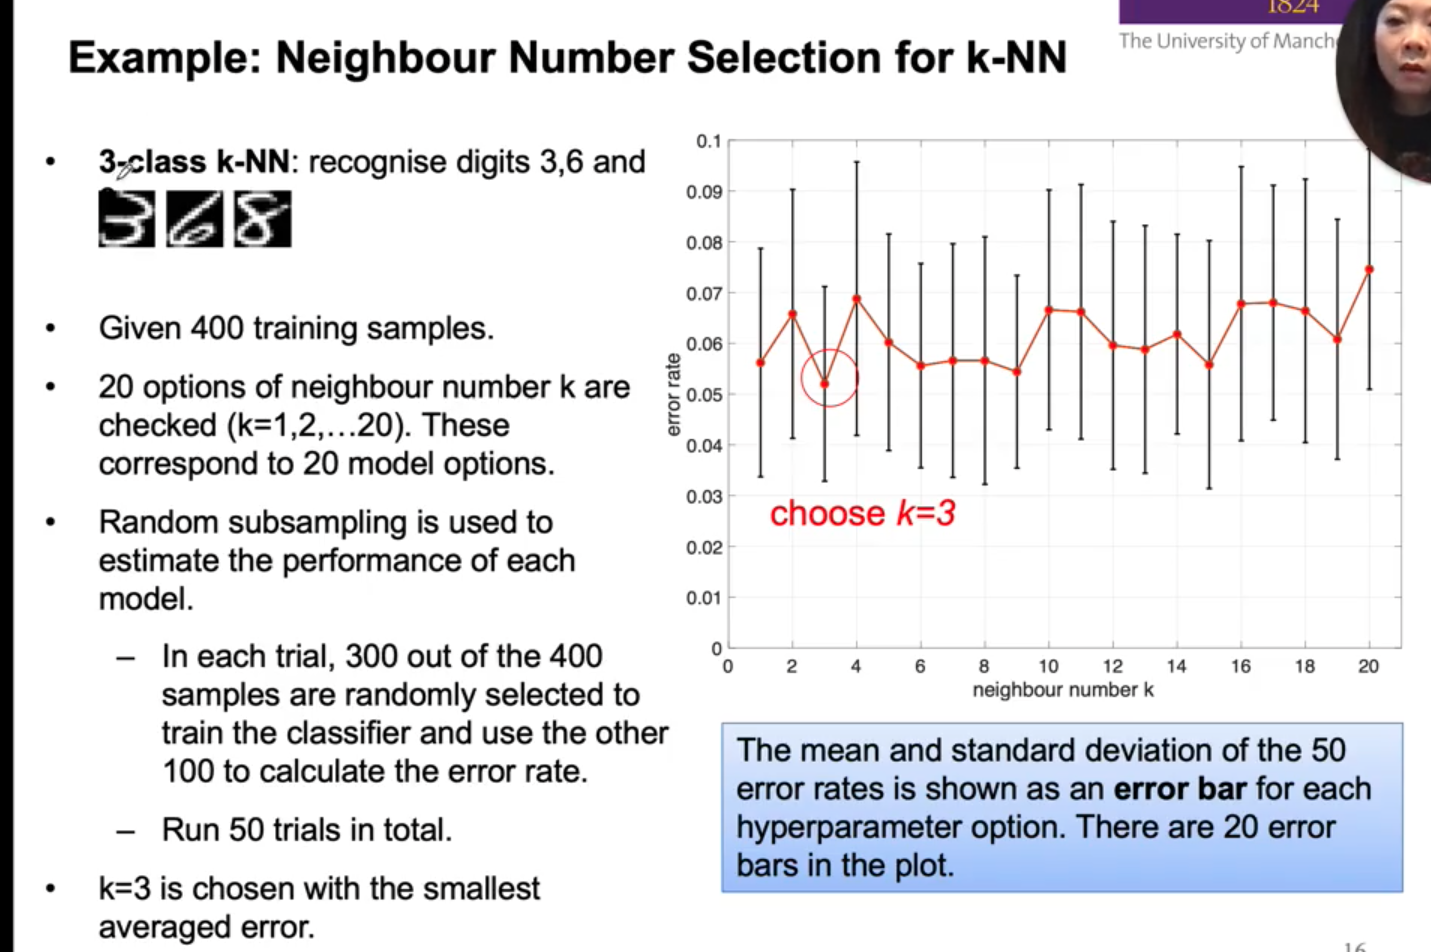 1824
The University of Manch
Example: Neighbour Number Selection for k-NN
• 3-class k-NN: recognise digits 3,6 and
3 6 8
• Given 400 training samples.
• 20 options of neighbour number k are
checked (k=1,2,…20). These
correspond to 20 model options.
• Random subsampling is used to
estimate the performance of each
model.
– In each trial, 300 out of the 400
samples are randomly selected to
train the classifier and use the other
100 to calculate the error rate.
– Run 50 trials in total.
• k=3 is chosen with the smallest
averaged error.
0.1
0.09
0.08
0.07
0.06
0.05
0.04
0.03
0.02
0.01
0
error rate
choose k=3
0 2 4 6 8 10 12 14 16 18 20
neighbour number k
The mean and standard deviation of the 50
error rates is shown as an error bar for each
hyperparameter option. There are 20 error
bars in the plot.
16